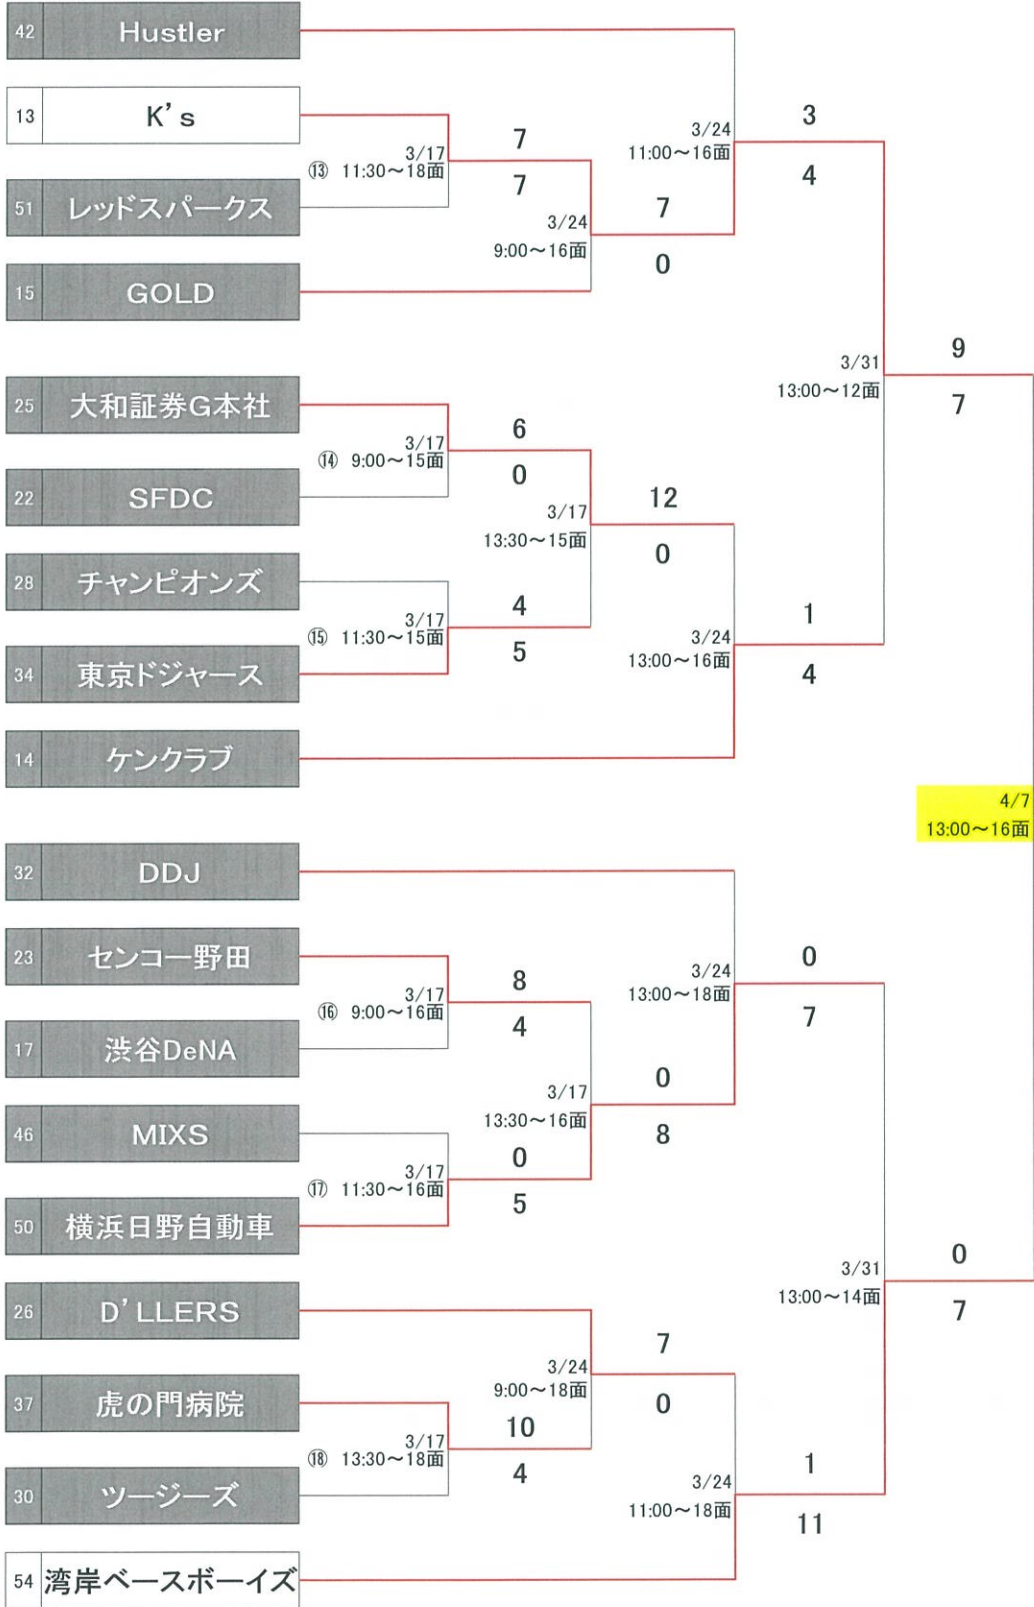 42 Hustler
13 K's
3/17
⑬ 11:30～18面
7
7
51 レッドスパークス
3/24
9:00～16面
7
0
15 GOLD
3/24
11:00～16面
3
4
25 大和証券G本社
3/17
⑭ 9:00～15面
6
0
22 SFDC
3/17
13:30～15面
12
0
28 チャンピオンズ
3/17
⑮ 11:30～15面
4
5
34 東京ドジャース
3/24
13:00～16面
1
4
14 ケンクラブ
3/31
13:00～12面
9
7
4/7
13:00～16面
32 DDJ
23 センコー野田
3/17
⑯ 9:00～16面
8
4
17 渋谷DeNA
3/24
13:00～18面
0
7
3/17
13:30～16面
0
8
46 MIXS
3/17
⑰ 11:30～16面
0
5
50 横浜日野自動車
3/31
13:00～14面
0
7
26 D'LLERS
3/24
9:00～18面
7
0
37 虎の門病院
3/17
⑱ 13:30～18面
10
4
30 ツージーズ
3/24
11:00～18面
1
11
54 湾岸ベースボーイズ